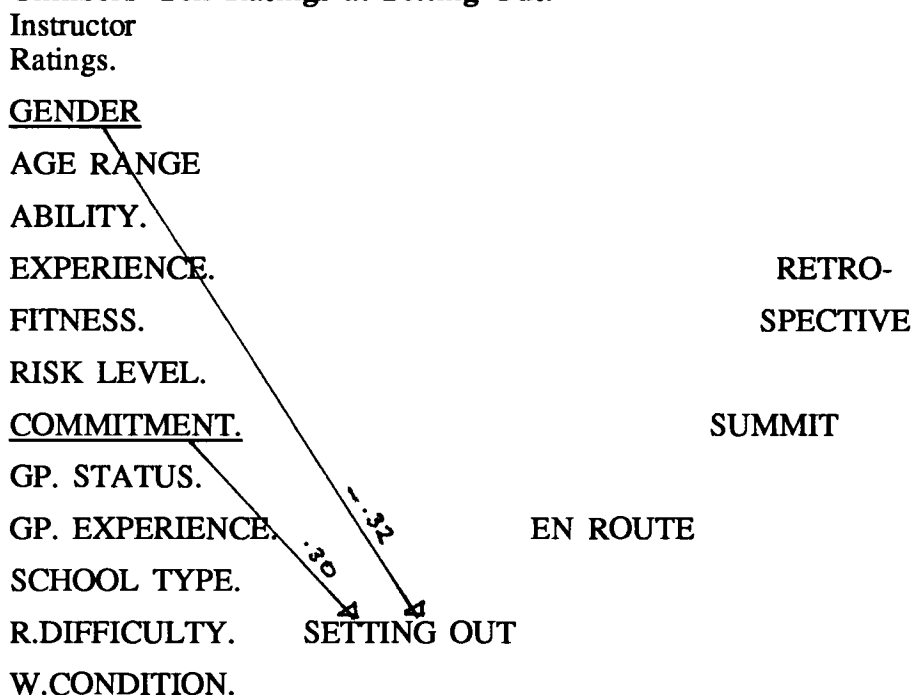 Instructor
Ratings.
GENDER
AGE RANGE
ABILITY.
EXPERIENCE. RETRO-
FITNESS. SPECTIVE
RISK LEVEL.
COMMITMENT. SUMMIT
GP. STATUS.
-.32
GP. EXPERIENCE. .30 EN ROUTE
SCHOOL TYPE.
R.DIFFICULTY. SETTING OUT
W.CONDITION.